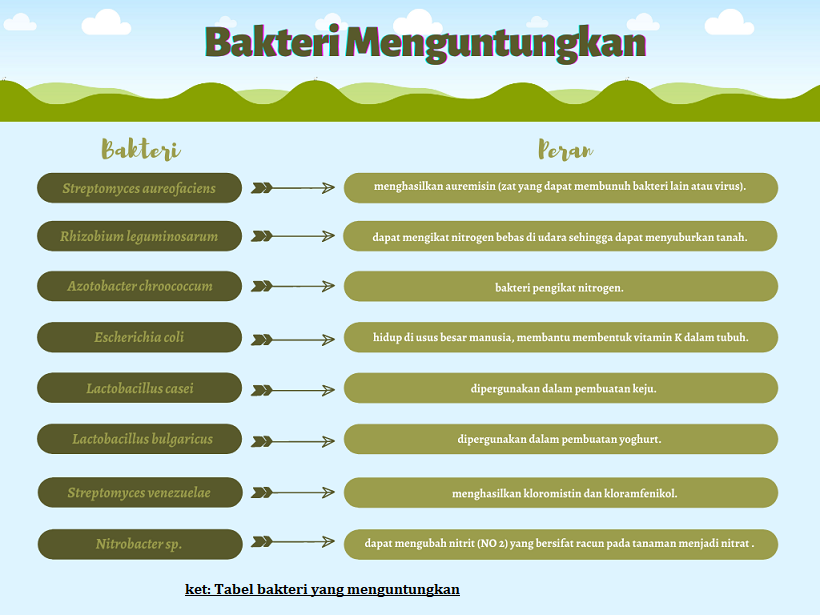 Bakteri Menguntungkan
Bakteri Peran
Streptomyces aureofaciens menghasilkan auremisin (zat yang dapat membunuh bakteri lain atau virus).
Rhizobium leguminosarum dapat mengikat nitrogen bebas di udara sehingga dapat menyuburkan tanah.
Azotobacter chroococcum bakteri pengikat nitrogen.
Escherichia coli hidup di usus besar manusia, membantu membentuk vitamin K dalam tubuh.
Lactobacillus casei dipergunakan dalam pembuatan keju.
Lactobacillus bulgaricus dipergunakan dalam pembuatan yoghurt.
Streptomyces venezuelae menghasilkan kloromistin dan kloramfenikol.
Nitrobacter sp. dapat mengubah nitrit (NO 2) yang bersifat racun pada tanaman menjadi nitrat .
ket: Tabel bakteri yang menguntungkan